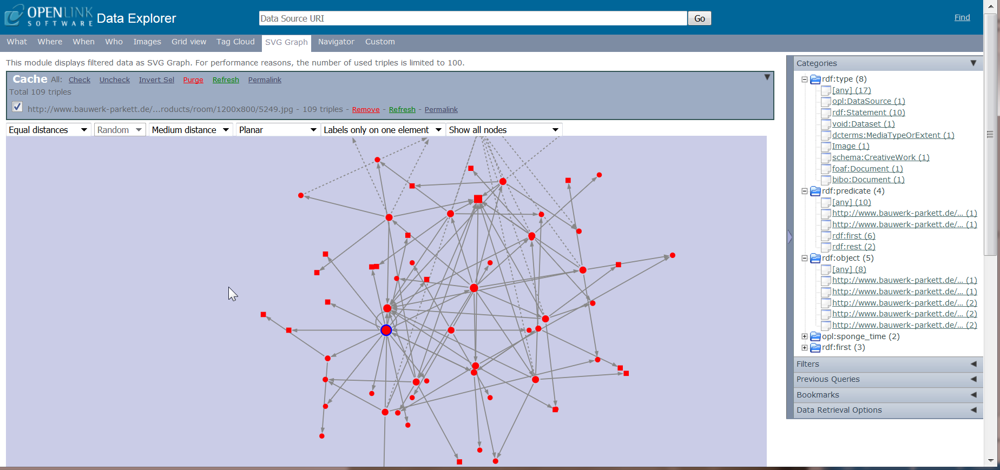 OPENLINK
SOFTWARE
Data Explorer
Data Source URI
Go
Find
What Where When Who Images Grid view Tag Cloud SVG Graph Navigator Custom
This module displays filtered data as SVG Graph. For performance reasons, the number of used triples is limited to 100.
Cache All: Check Uncheck Invert Sel Purge Refresh Permalink
Total 109 triples
http://www.bauwerk-parkett.de/...roducts/room/1200x800/5249.jpg - 109 triples - Remove - Refresh - Permalink
Equal distances Random Medium distance Planar Labels only on one element Show all nodes
Categories
rdf:type (8)
[any] (17)
opl:DataSource (1)
rdf:Statement (10)
void:Dataset (1)
dcterms:MediaTypeOrExtent (1)
Image (1)
schema:CreativeWork (1)
foaf:Document (1)
bibo:Document (1)
rdf:predicate (4)
[any] (10)
http://www.bauwerk-parkett.de/... (1)
http://www.bauwerk-parkett.de/... (1)
rdf:first (6)
rdf:rest (2)
rdf:object (5)
[any] (8)
http://www.bauwerk-parkett.de/... (1)
http://www.bauwerk-parkett.de/... (1)
http://www.bauwerk-parkett.de/... (2)
http://www.bauwerk-parkett.de/... (2)
http://www.bauwerk-parkett.de/... (2)
opl:sponge_time (2)
rdf:first (3)
Filters
Previous Queries
Bookmarks
Data Retrieval Options